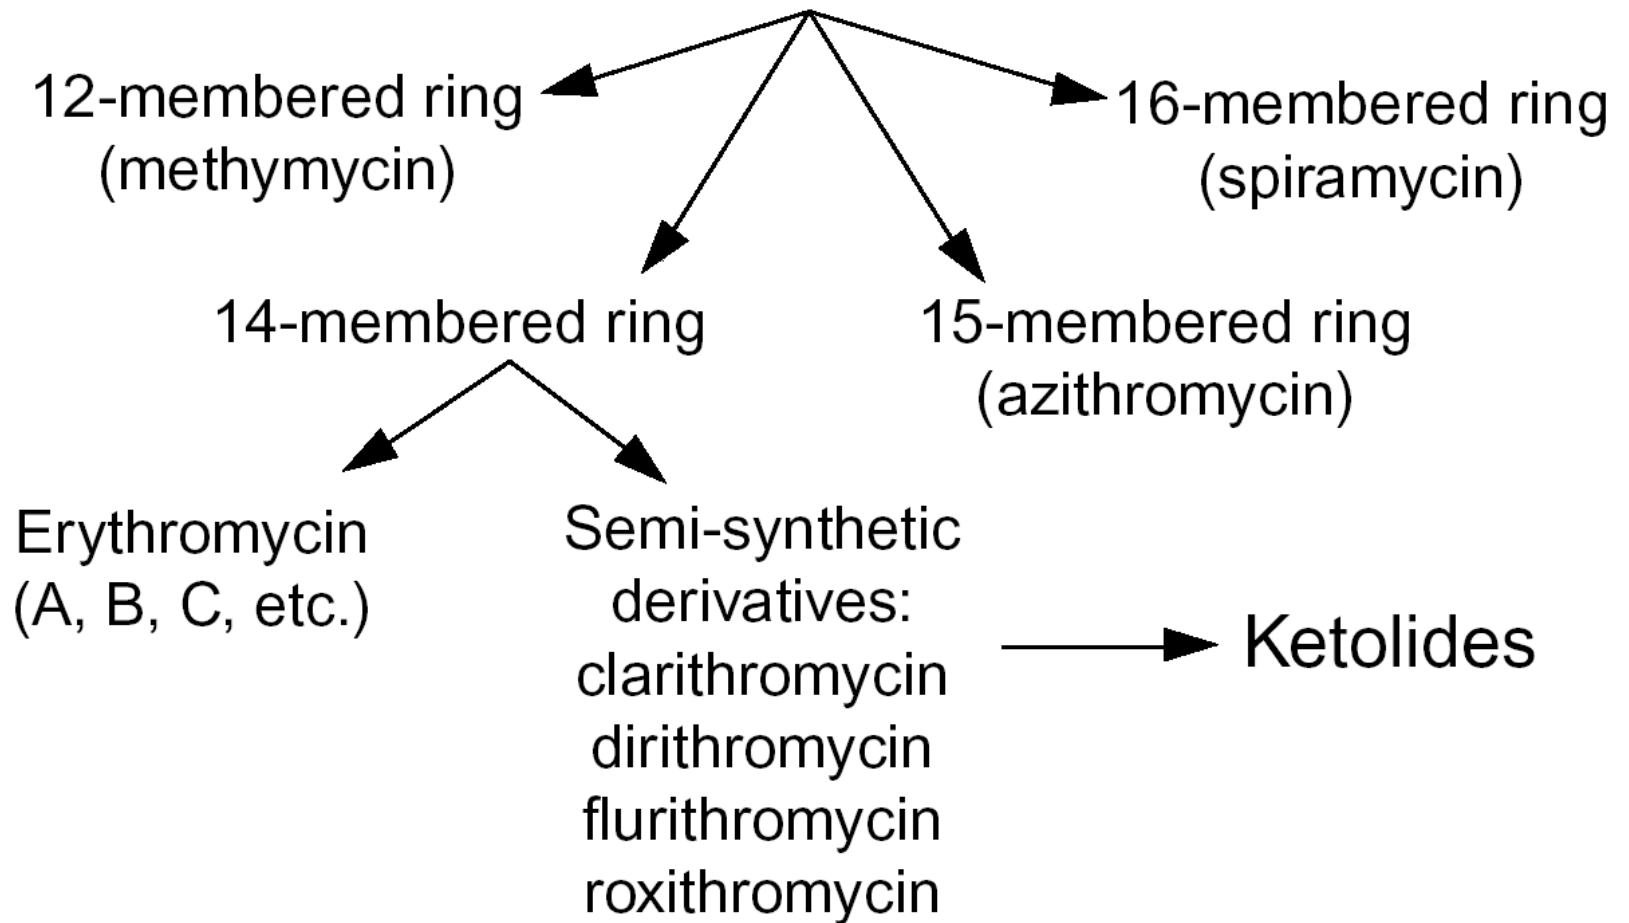 12-membered ring
(methymycin)
16-membered ring
(spiramycin)
14-membered ring
15-membered ring
(azithromycin)
Erythromycin
(A, B, C, etc.)
Semi-synthetic
derivatives:
clarithromycin
dirithromycin
flurithromycin
roxithromycin
Ketolides